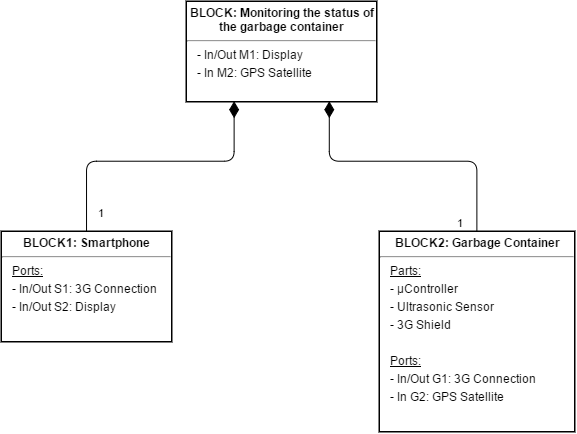 BLOCK: Monitoring the status of
the garbage container
- In/Out M1: Display
- In M2: GPS Satellite
1
1
BLOCK1: Smartphone
Ports:
- In/Out S1: 3G Connection
- In/Out S2: Display
BLOCK2: Garbage Container
Parts:
- µController
- Ultrasonic Sensor
- 3G Shield
Ports:
- In/Out G1: 3G Connection
- In G2: GPS Satellite